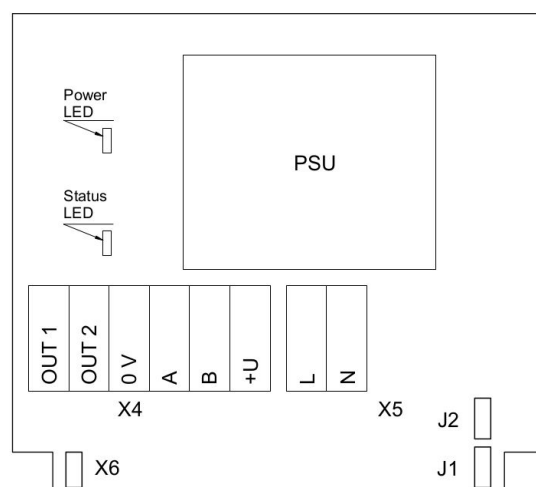 Power
LED
PSU
Status
LED
OUT 1
OUT 2
0 V
A
B
+U
L
N
X4
X5
J2
X6
J1